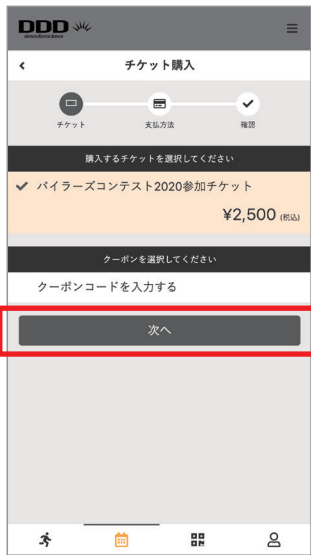 DDD
dancedancedance
チケット購入
チケット
支払方法
確認
購入するチケットを選択してください
バイラーズコンテスト2020参加チケット
¥2,500 (税込)
クーポンを選択してください
クーポンコードを入力する
次へ